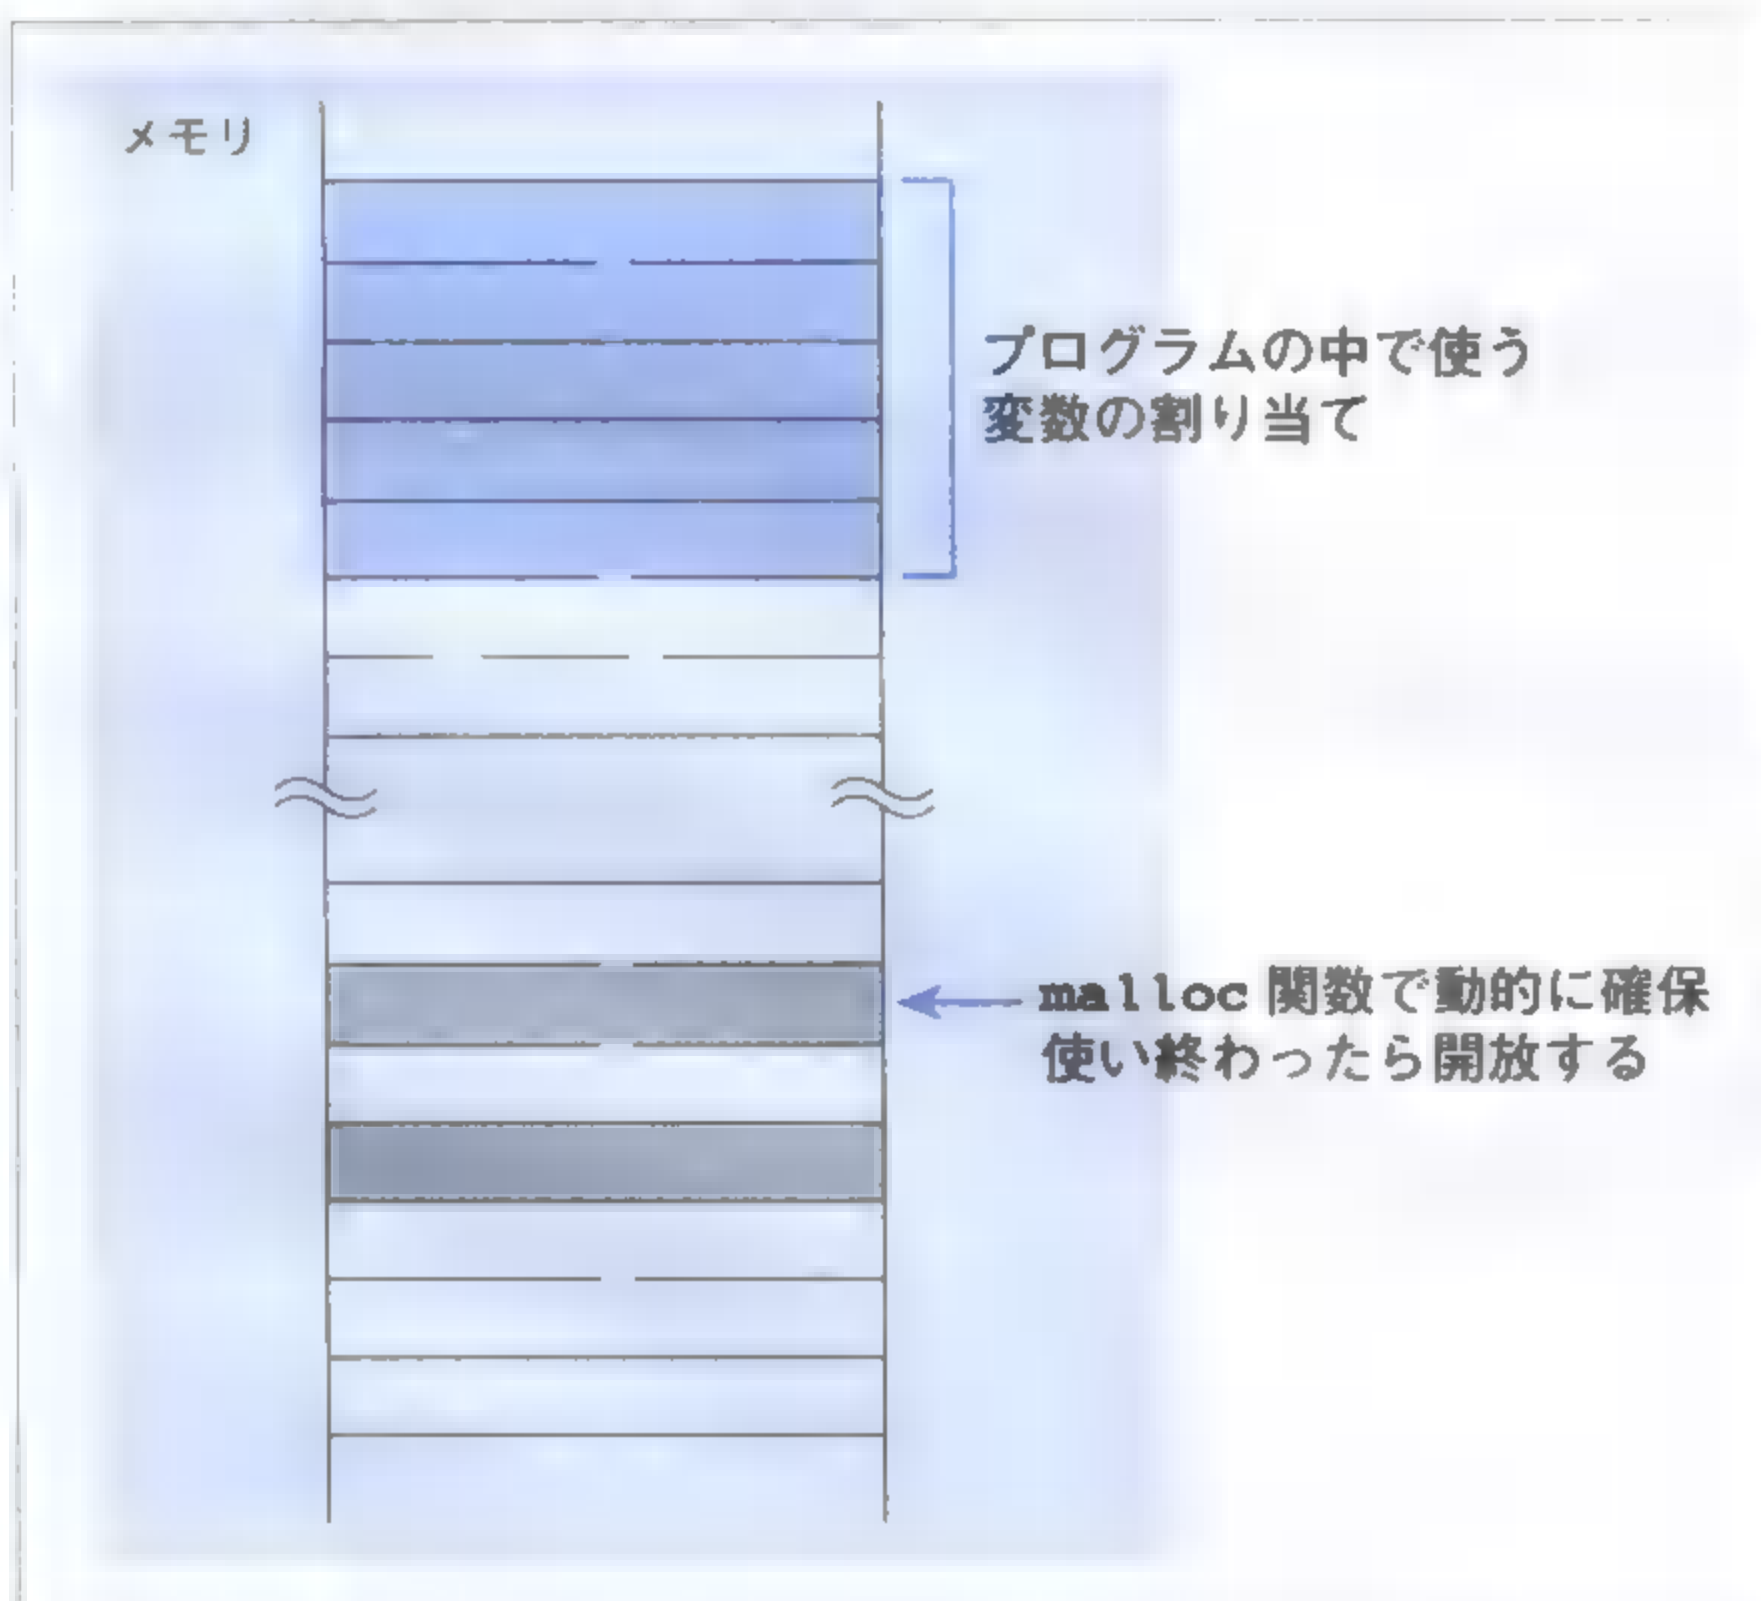 メモリ
プログラムの中で使う
変数の割り当て
malloc 関数で動的に確保
使い終わったら開放する